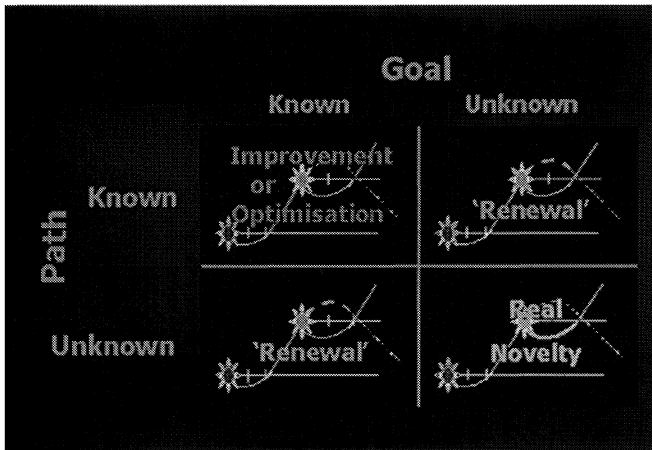 Goal
Known Unknown
Improvement
or
Optimisation
Known
'Renewal'
Path
Unknown
'Renewal'
Real
Novelty